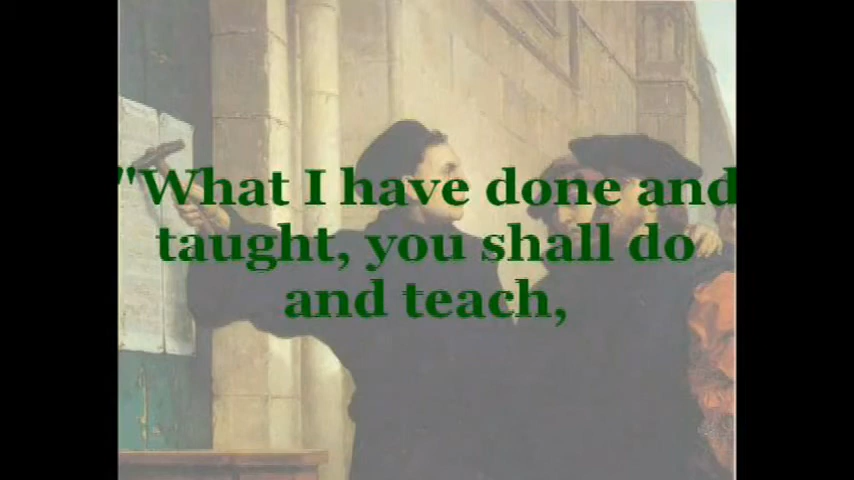 "What I have done and
taught, you shall do
and teach,